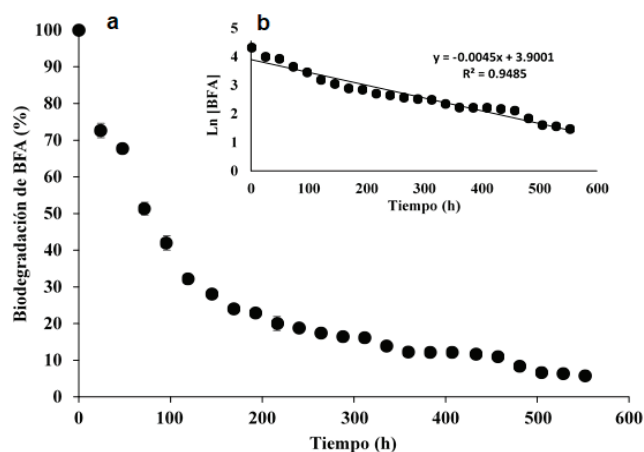 a
Biodegradación de BFA (%)
100
90
80
70
60
50
40
30
20
10
0
0 100 200 300 400 500 600
Tiempo (h)
b
Ln [BFA]
5
4
3
2
1
0
0 100 200 300 400 500 600
Tiempo (h)
y = -0.0045x + 3.9001
R² = 0.9485